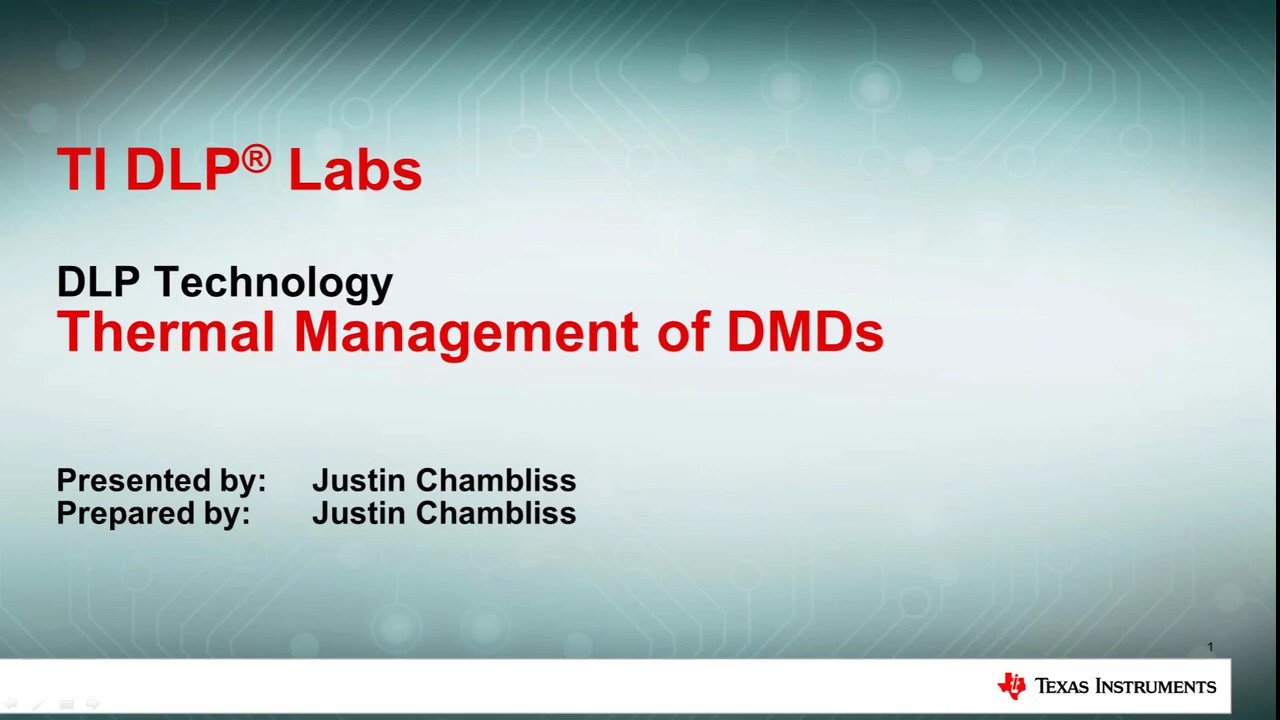 TI DLP® Labs
DLP Technology
Thermal Management of DMDs
Presented by: Justin Chambliss
Prepared by: Justin Chambliss
1
TEXAS INSTRUMENTS